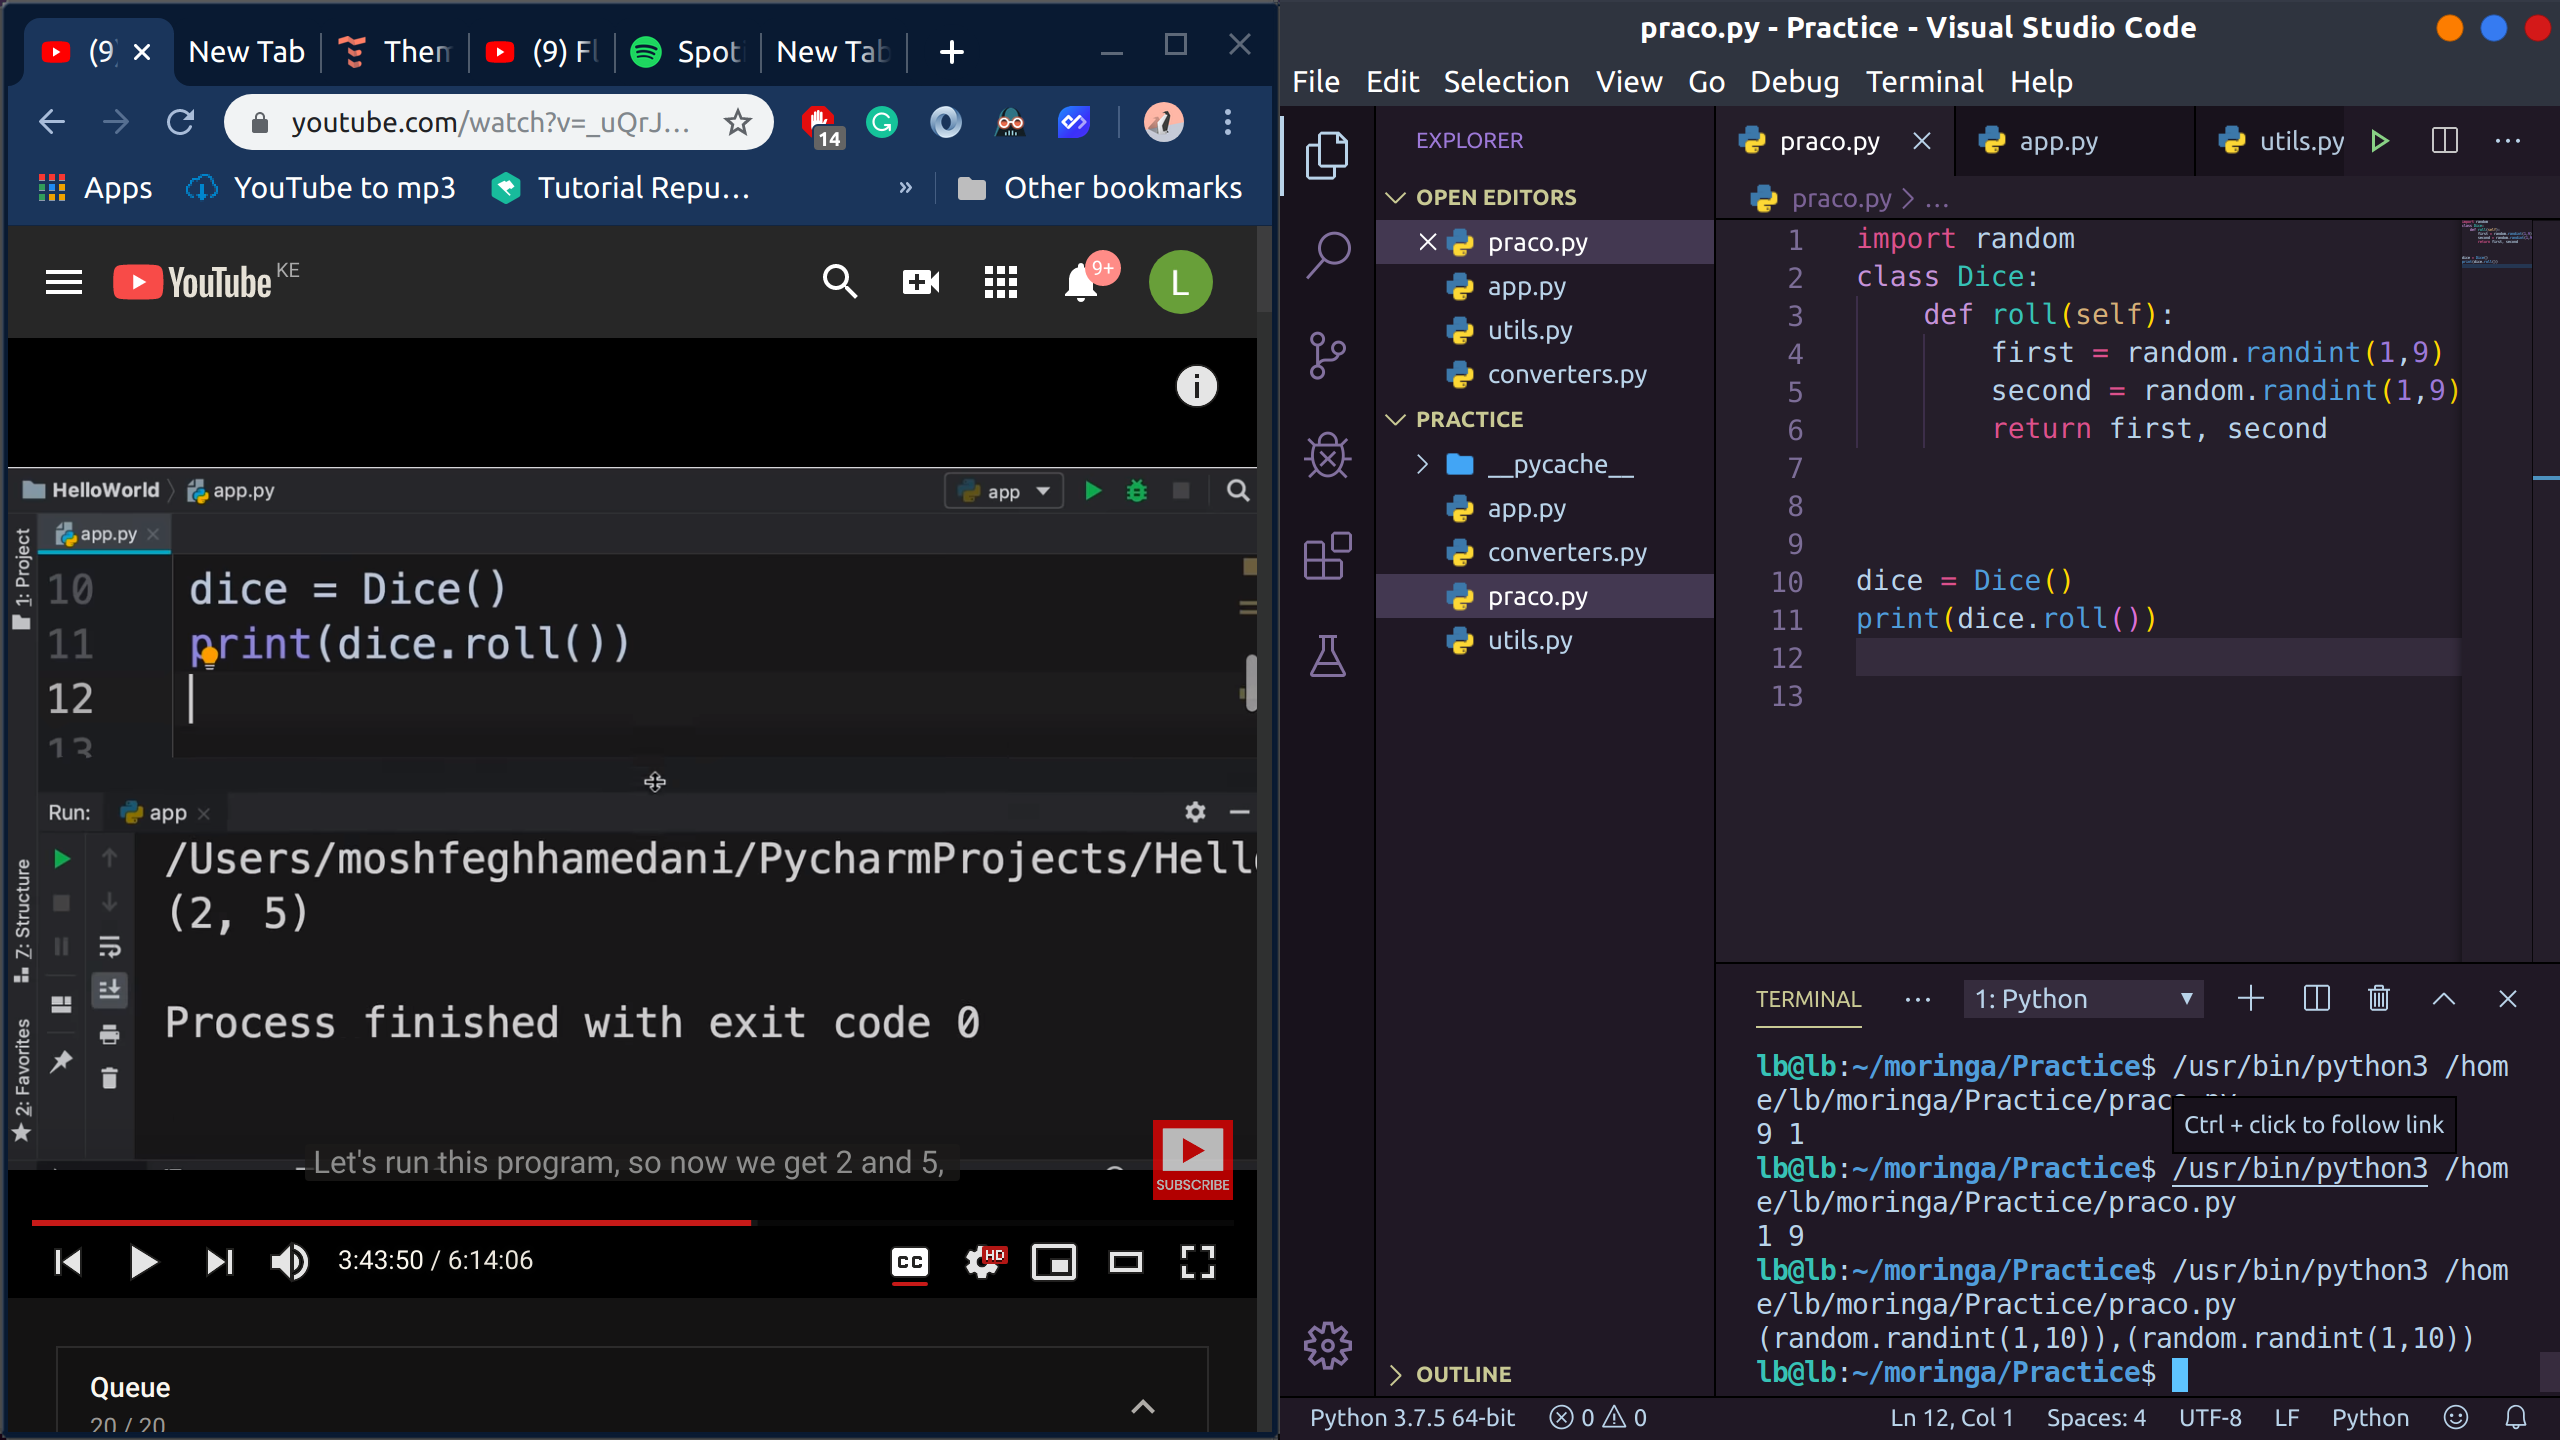 (9)
New Tab
Them
(9) Fl
Spoti
New Tab
youtube.com/watch?v=_uQrJ...
14
Apps
YouTube to mp3
Tutorial Repu...
»
Other bookmarks
YouTube KE
9+
L
HelloWorld
app.py
app
1: Project
app.py
10 dice = Dice()
11 print(dice.roll())
12
13
Run: app
/Users/moshfeghhamedani/PycharmProjects/Hello
(2, 5)
Process finished with exit code 0
Z: Structure
2: Favorites
Let's run this program, so now we get 2 and 5,
SUBSCRIBE
3:43:50 / 6:14:06
CC
HD
Queue
20 / 20
praco.py - Practice - Visual Studio Code
File Edit Selection View Go Debug Terminal Help
EXPLORER
OPEN EDITORS
praco.py
app.py
utils.py
converters.py
PRACTICE
__pycache__
app.py
converters.py
praco.py
utils.py
OUTLINE
praco.py
app.py
utils.py
praco.py > ...
1 import random
2 class Dice:
3 def roll(self):
4 first = random.randint(1,9)
5 second = random.randint(1,9)
6 return first, second
7
8
9
10 dice = Dice()
11 print(dice.roll())
12
13
TERMINAL
1: Python
lb@lb:~/moringa/Practice$ /usr/bin/python3 /hom
e/lb/moringa/Practice/praco.py
9 1
Ctrl + click to follow link
lb@lb:~/moringa/Practice$ /usr/bin/python3 /hom
e/lb/moringa/Practice/praco.py
1 9
lb@lb:~/moringa/Practice$ /usr/bin/python3 /hom
e/lb/moringa/Practice/praco.py
(random.randint(1,10)),(random.randint(1,10))
lb@lb:~/moringa/Practice$
Python 3.7.5 64-bit
0
0
Ln 12, Col 1
Spaces: 4
UTF-8
LF
Python